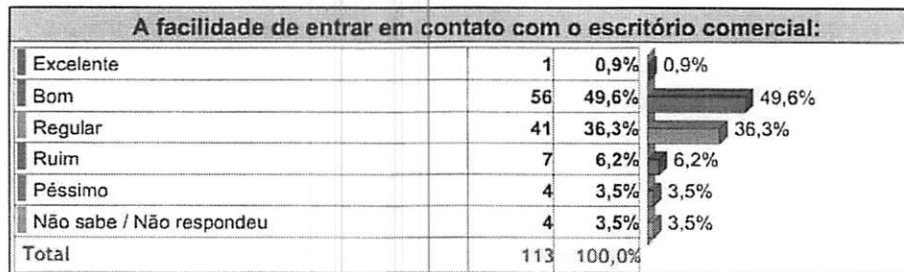 A facilidade de entrar em contato com o escritório comercial:
Excelente 1 0,9% 0,9%
Bom 56 49,6% 49,6%
Regular 41 36,3% 36,3%
Ruim 7 6,2% 6,2%
Péssimo 4 3,5% 3,5%
Não sabe / Não respondeu 4 3,5% 3,5%
Total 113 100,0%